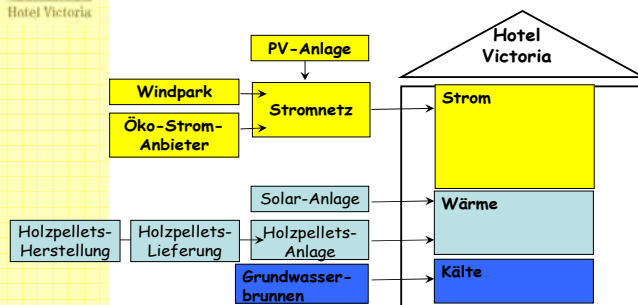 Hotel Victoria
PV-Anlage
Hotel
Victoria
Windpark
Stromnetz
Strom
Öko-Strom-
Anbieter
Solar-Anlage
Wärme
Holzpellets-
Herstellung
Holzpellets-
Lieferung
Holzpellets-
Anlage
Grundwasser-
brunnen
Kälte